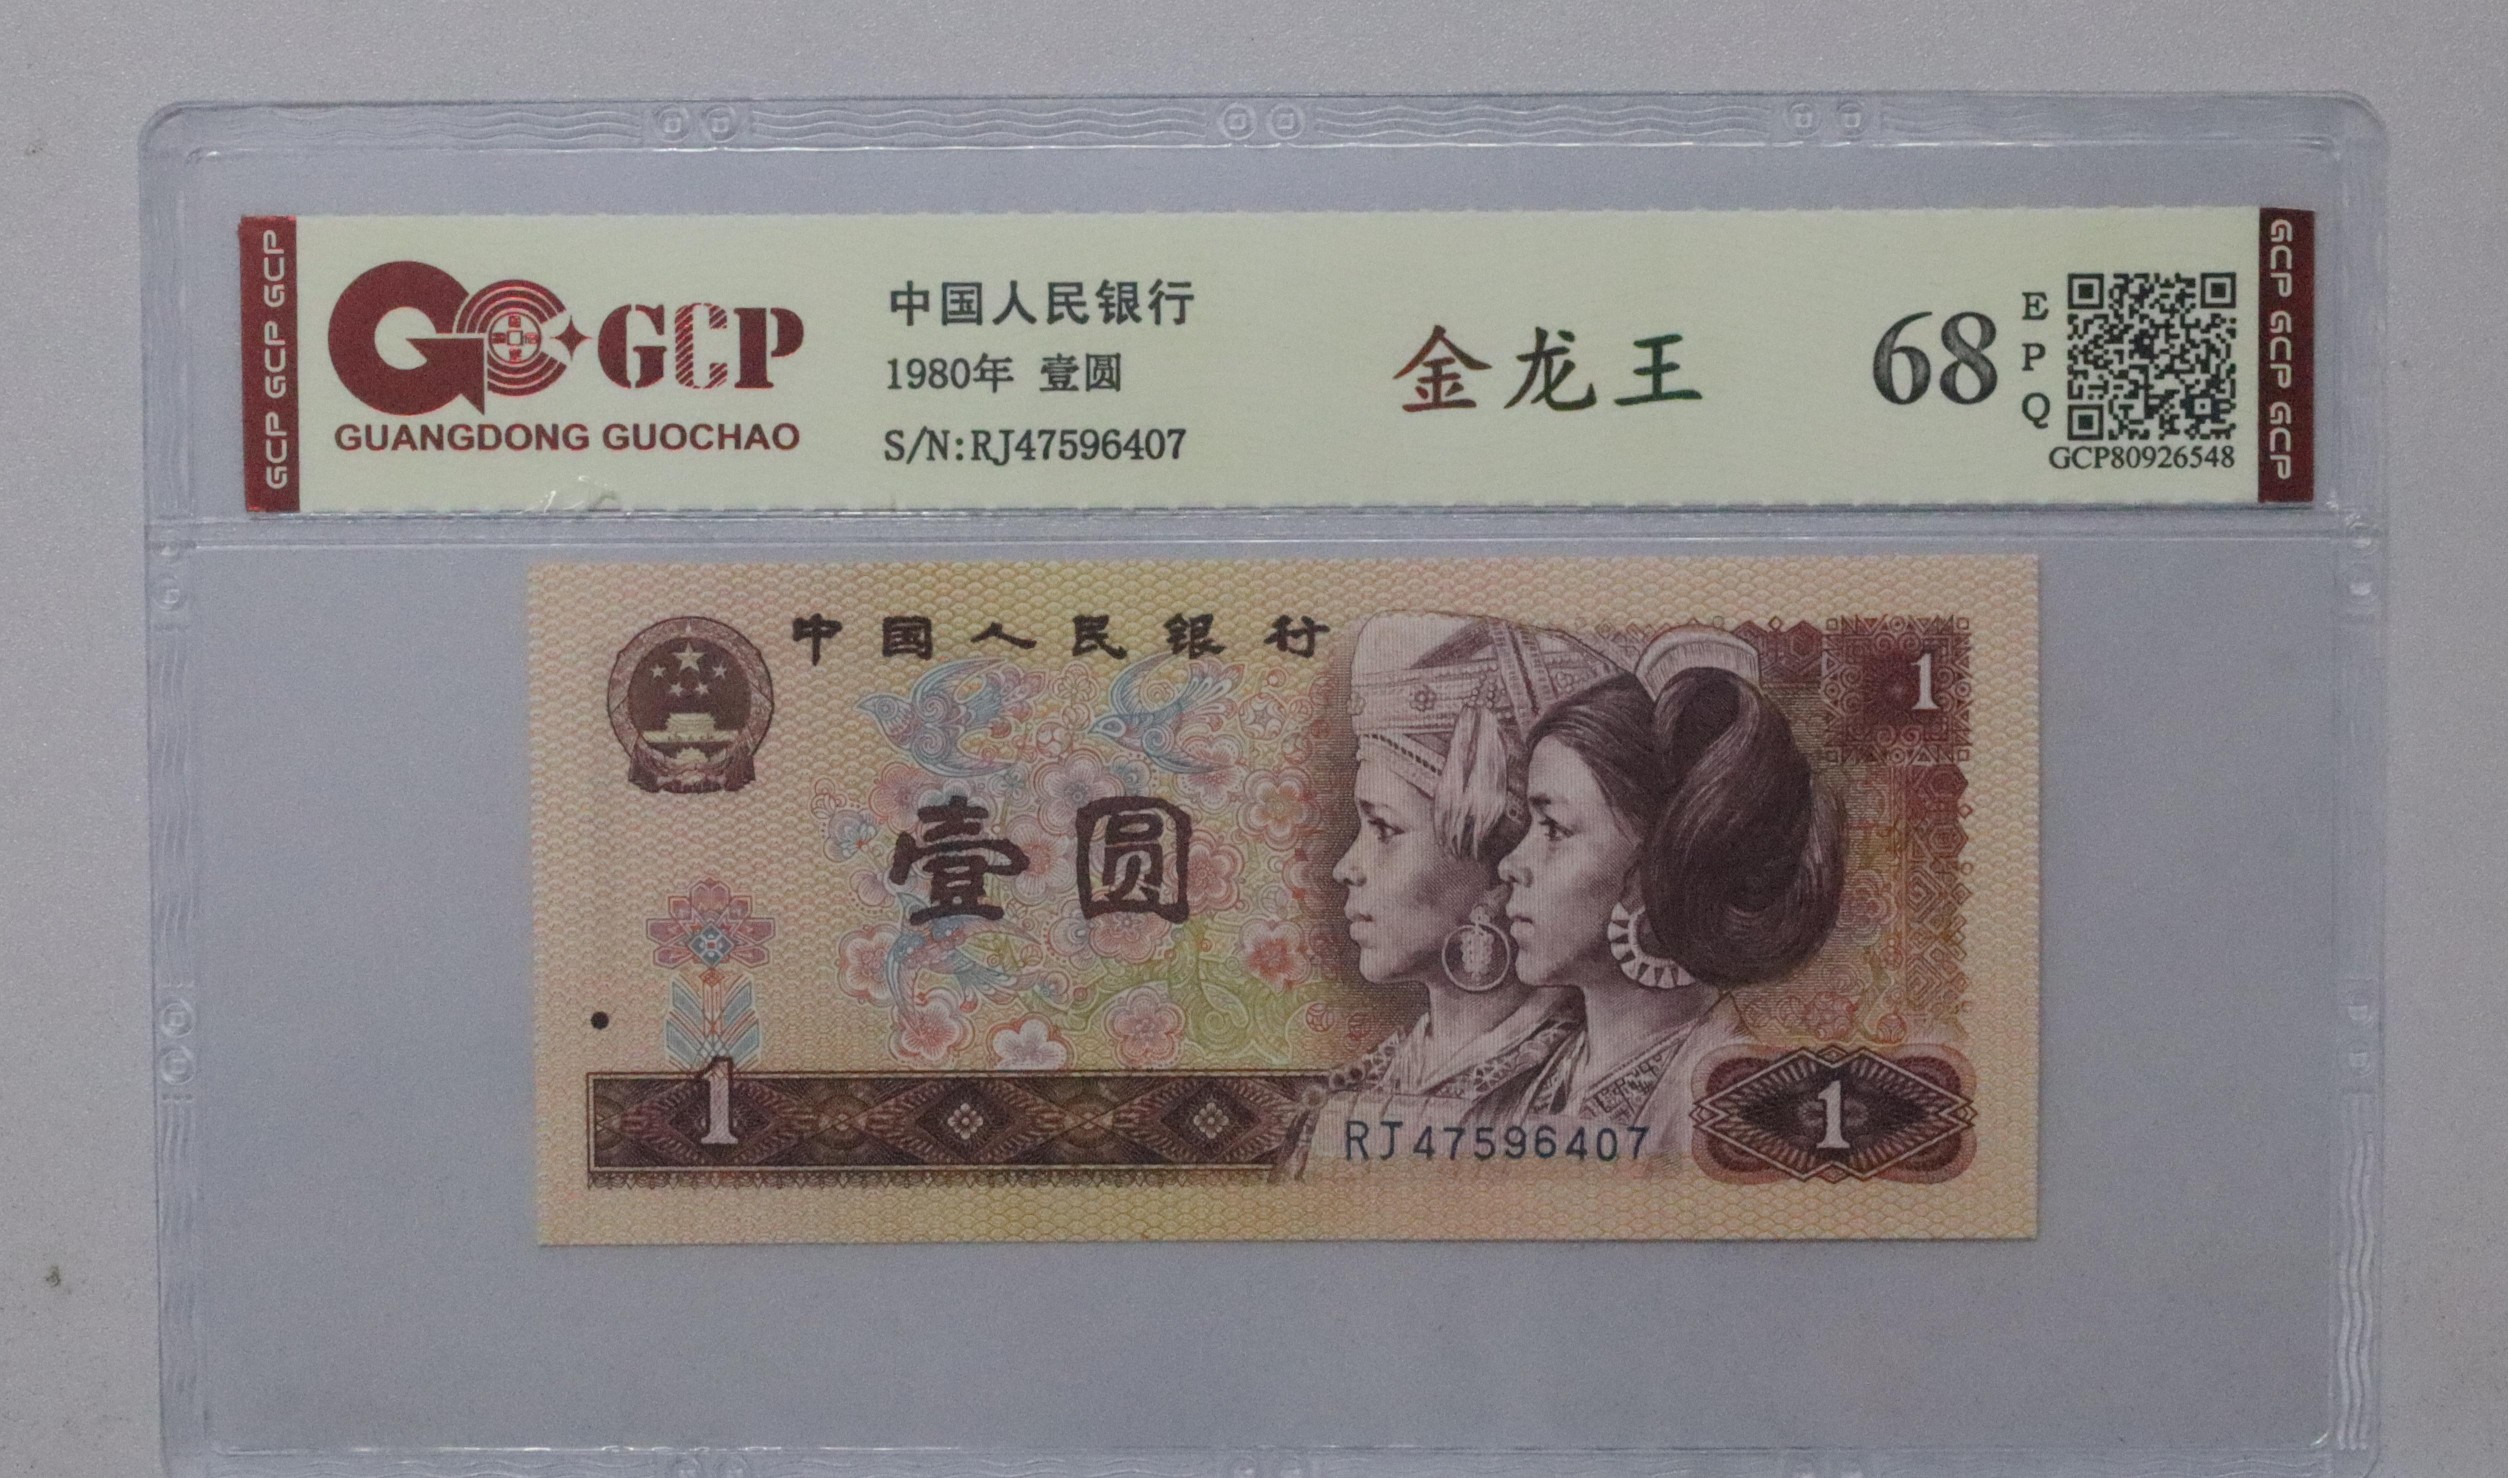 GCP GCP GCP
GCP
GUANGDONG GUOCHAO
中国人民银行
1980年 壹圆
S/N:RJ47596407
金龙王
68
EPQ
GCP80926548
GCP GCP GCP
中国人民银行
1
壹圆
1
RJ47596407
1